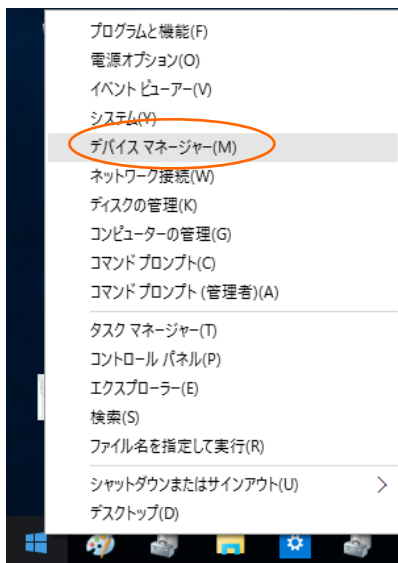 プログラムと機能(F)
電源オプション(O)
イベント ビューアー(V)
システム(Y)
デバイス マネージャー(M)
ネットワーク接続(W)
ディスクの管理(K)
コンピューターの管理(G)
コマンド プロンプト(C)
コマンド プロンプト (管理者)(A)
タスク マネージャー(T)
コントロール パネル(P)
エクスプローラー(E)
検索(S)
ファイル名を指定して実行(R)
シャットダウンまたはサインアウト(U)
デスクトップ(D)